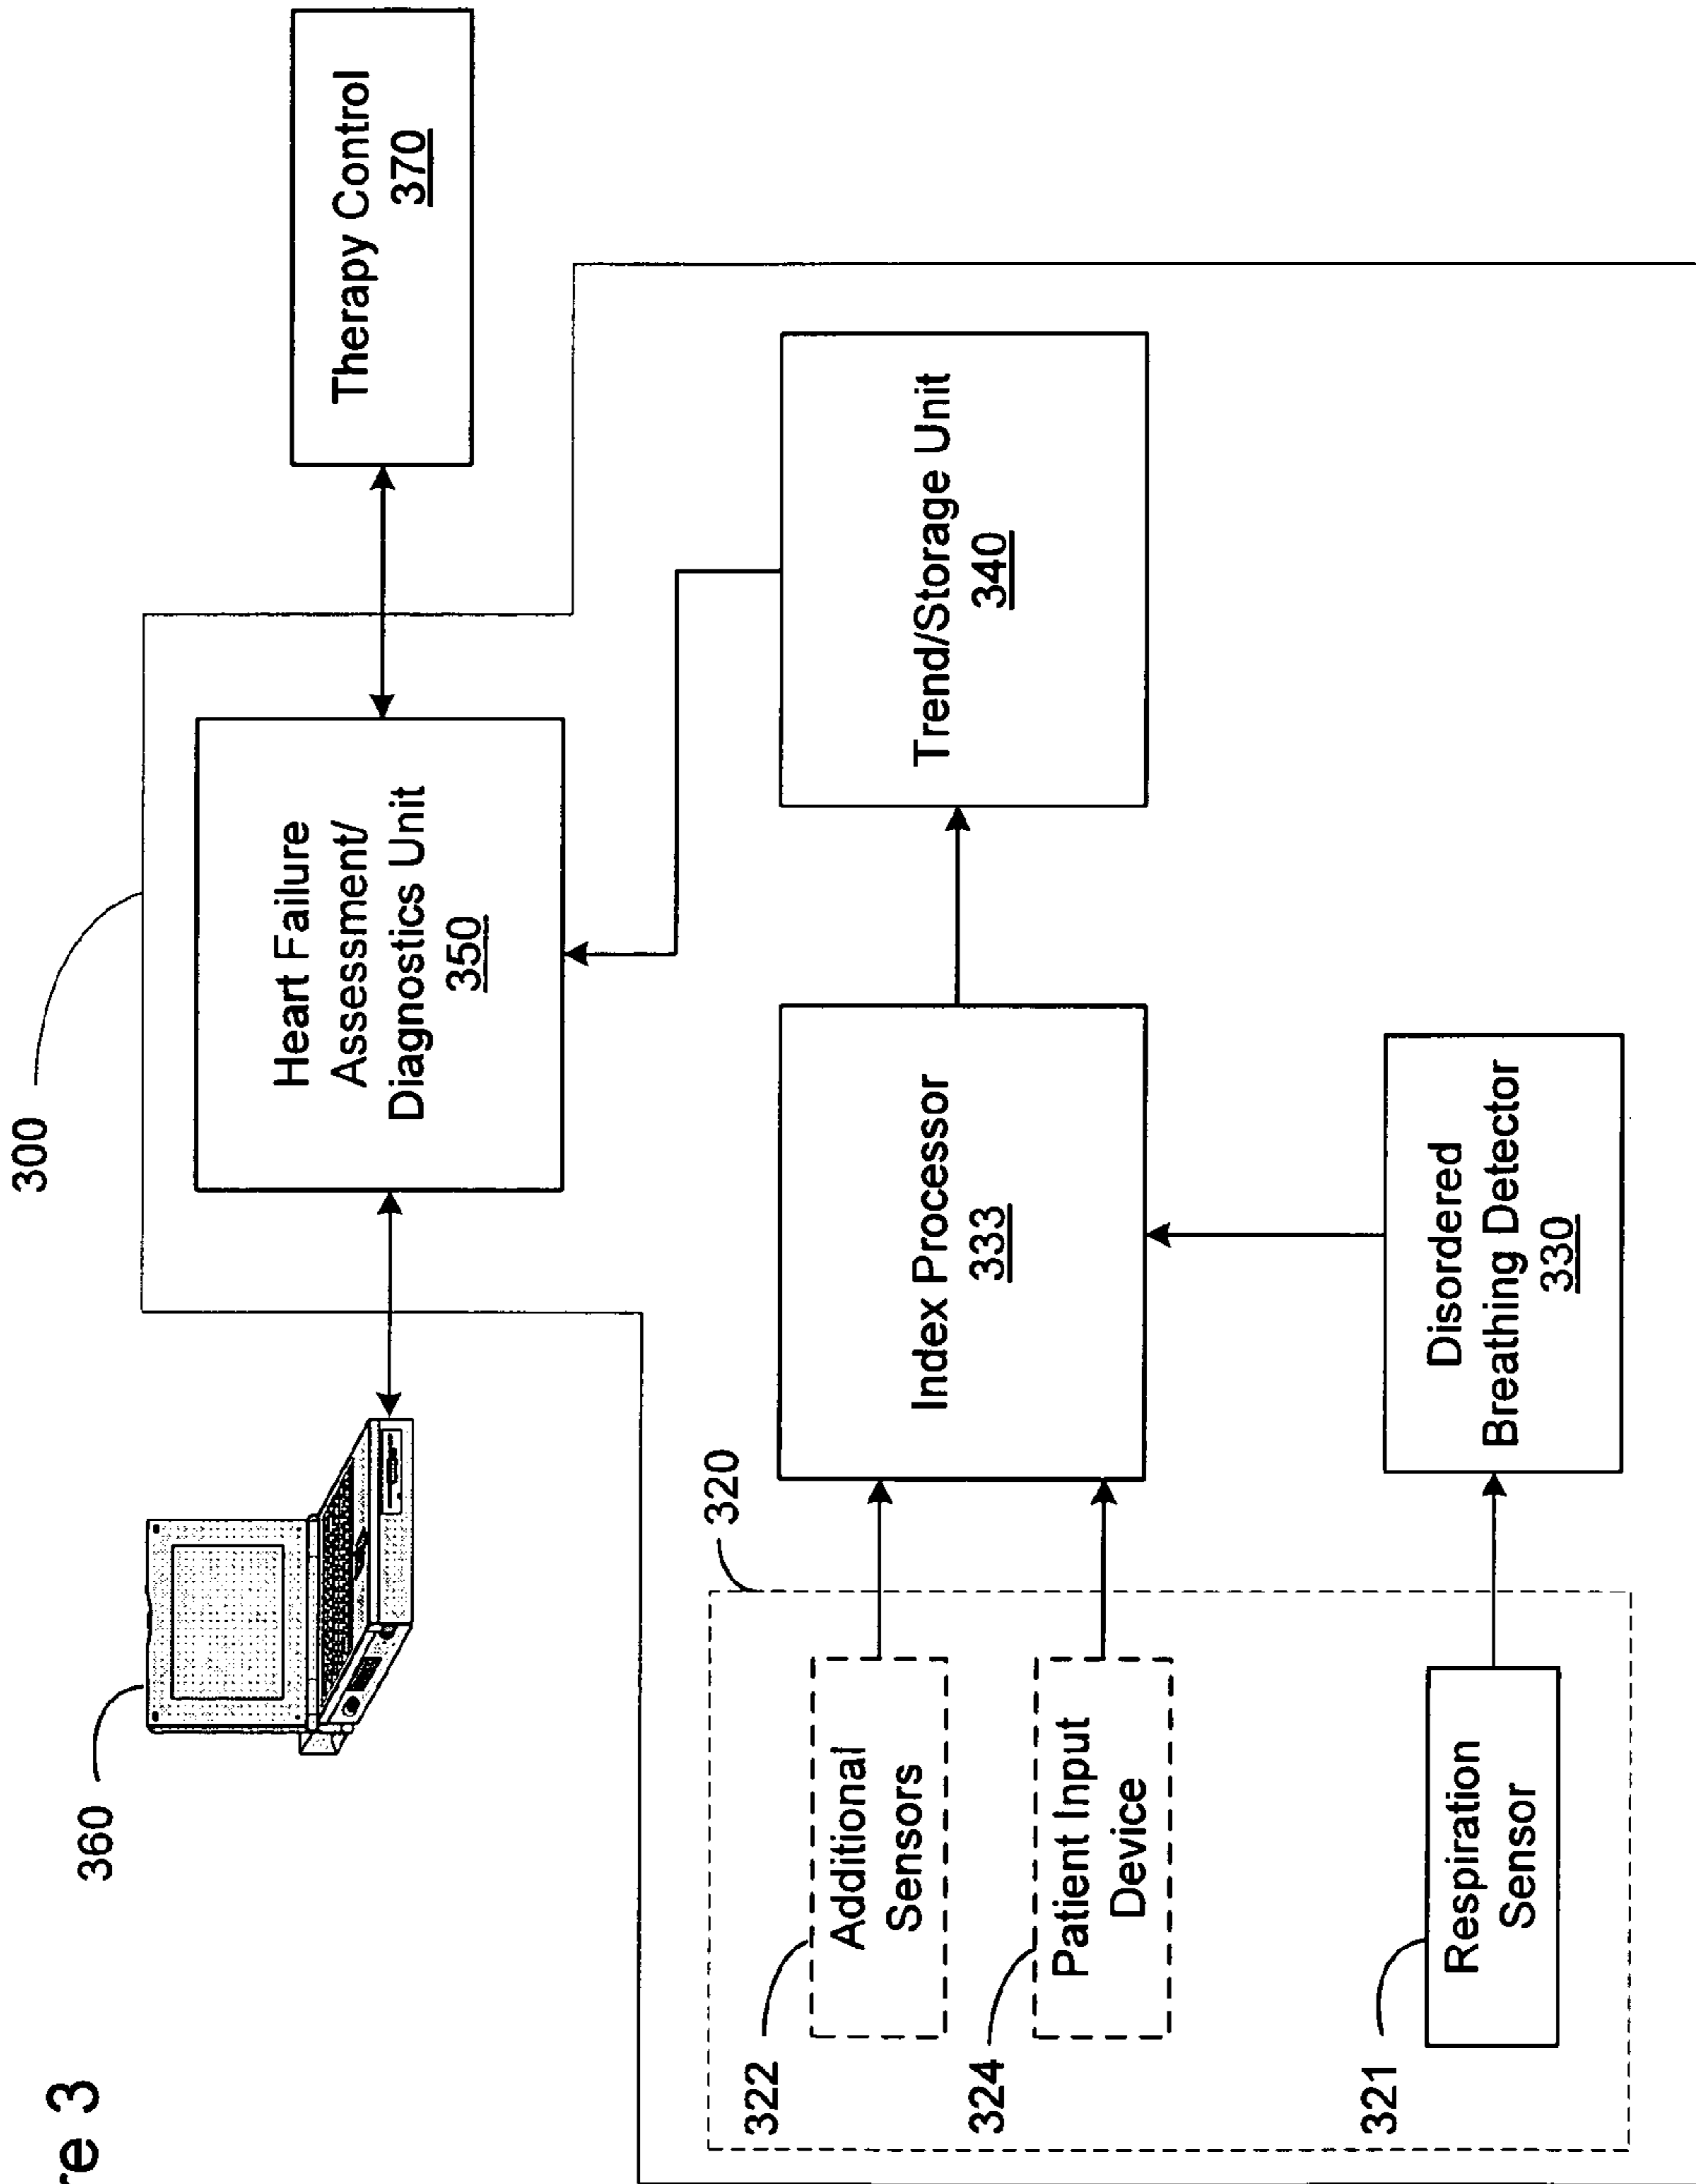 re 3
360
300
Heart Failure
Assessment/
Diagnostics Unit
350
Therapy Control
370
320
322
Additional
Sensors
324
Patient Input
Device
Index Processor
333
Trend/Storage Unit
340
321
Respiration
Sensor
Disordered
Breathing Detector
330